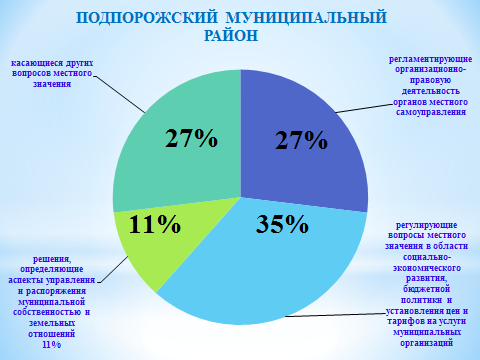 ПОДПОРОЖСКИЙ МУНИЦИПАЛЬНЫЙ
РАЙОН
касающиеся других
вопросов местного
значения
регламентирующие
организационно-
правовую
деятельность
органов местного
самоуправления
27%
27%
11%
35%
решения,
определяющие
аспекты управления
и распоряжения
муниципальной
собственностью и
земельных
отношений
11%
регулирующие
вопросы местного
значения в области
социально-
экономического
развития,
бюджетной
политики и
установления цен и
тарифов на услуги
муниципальных
организаций